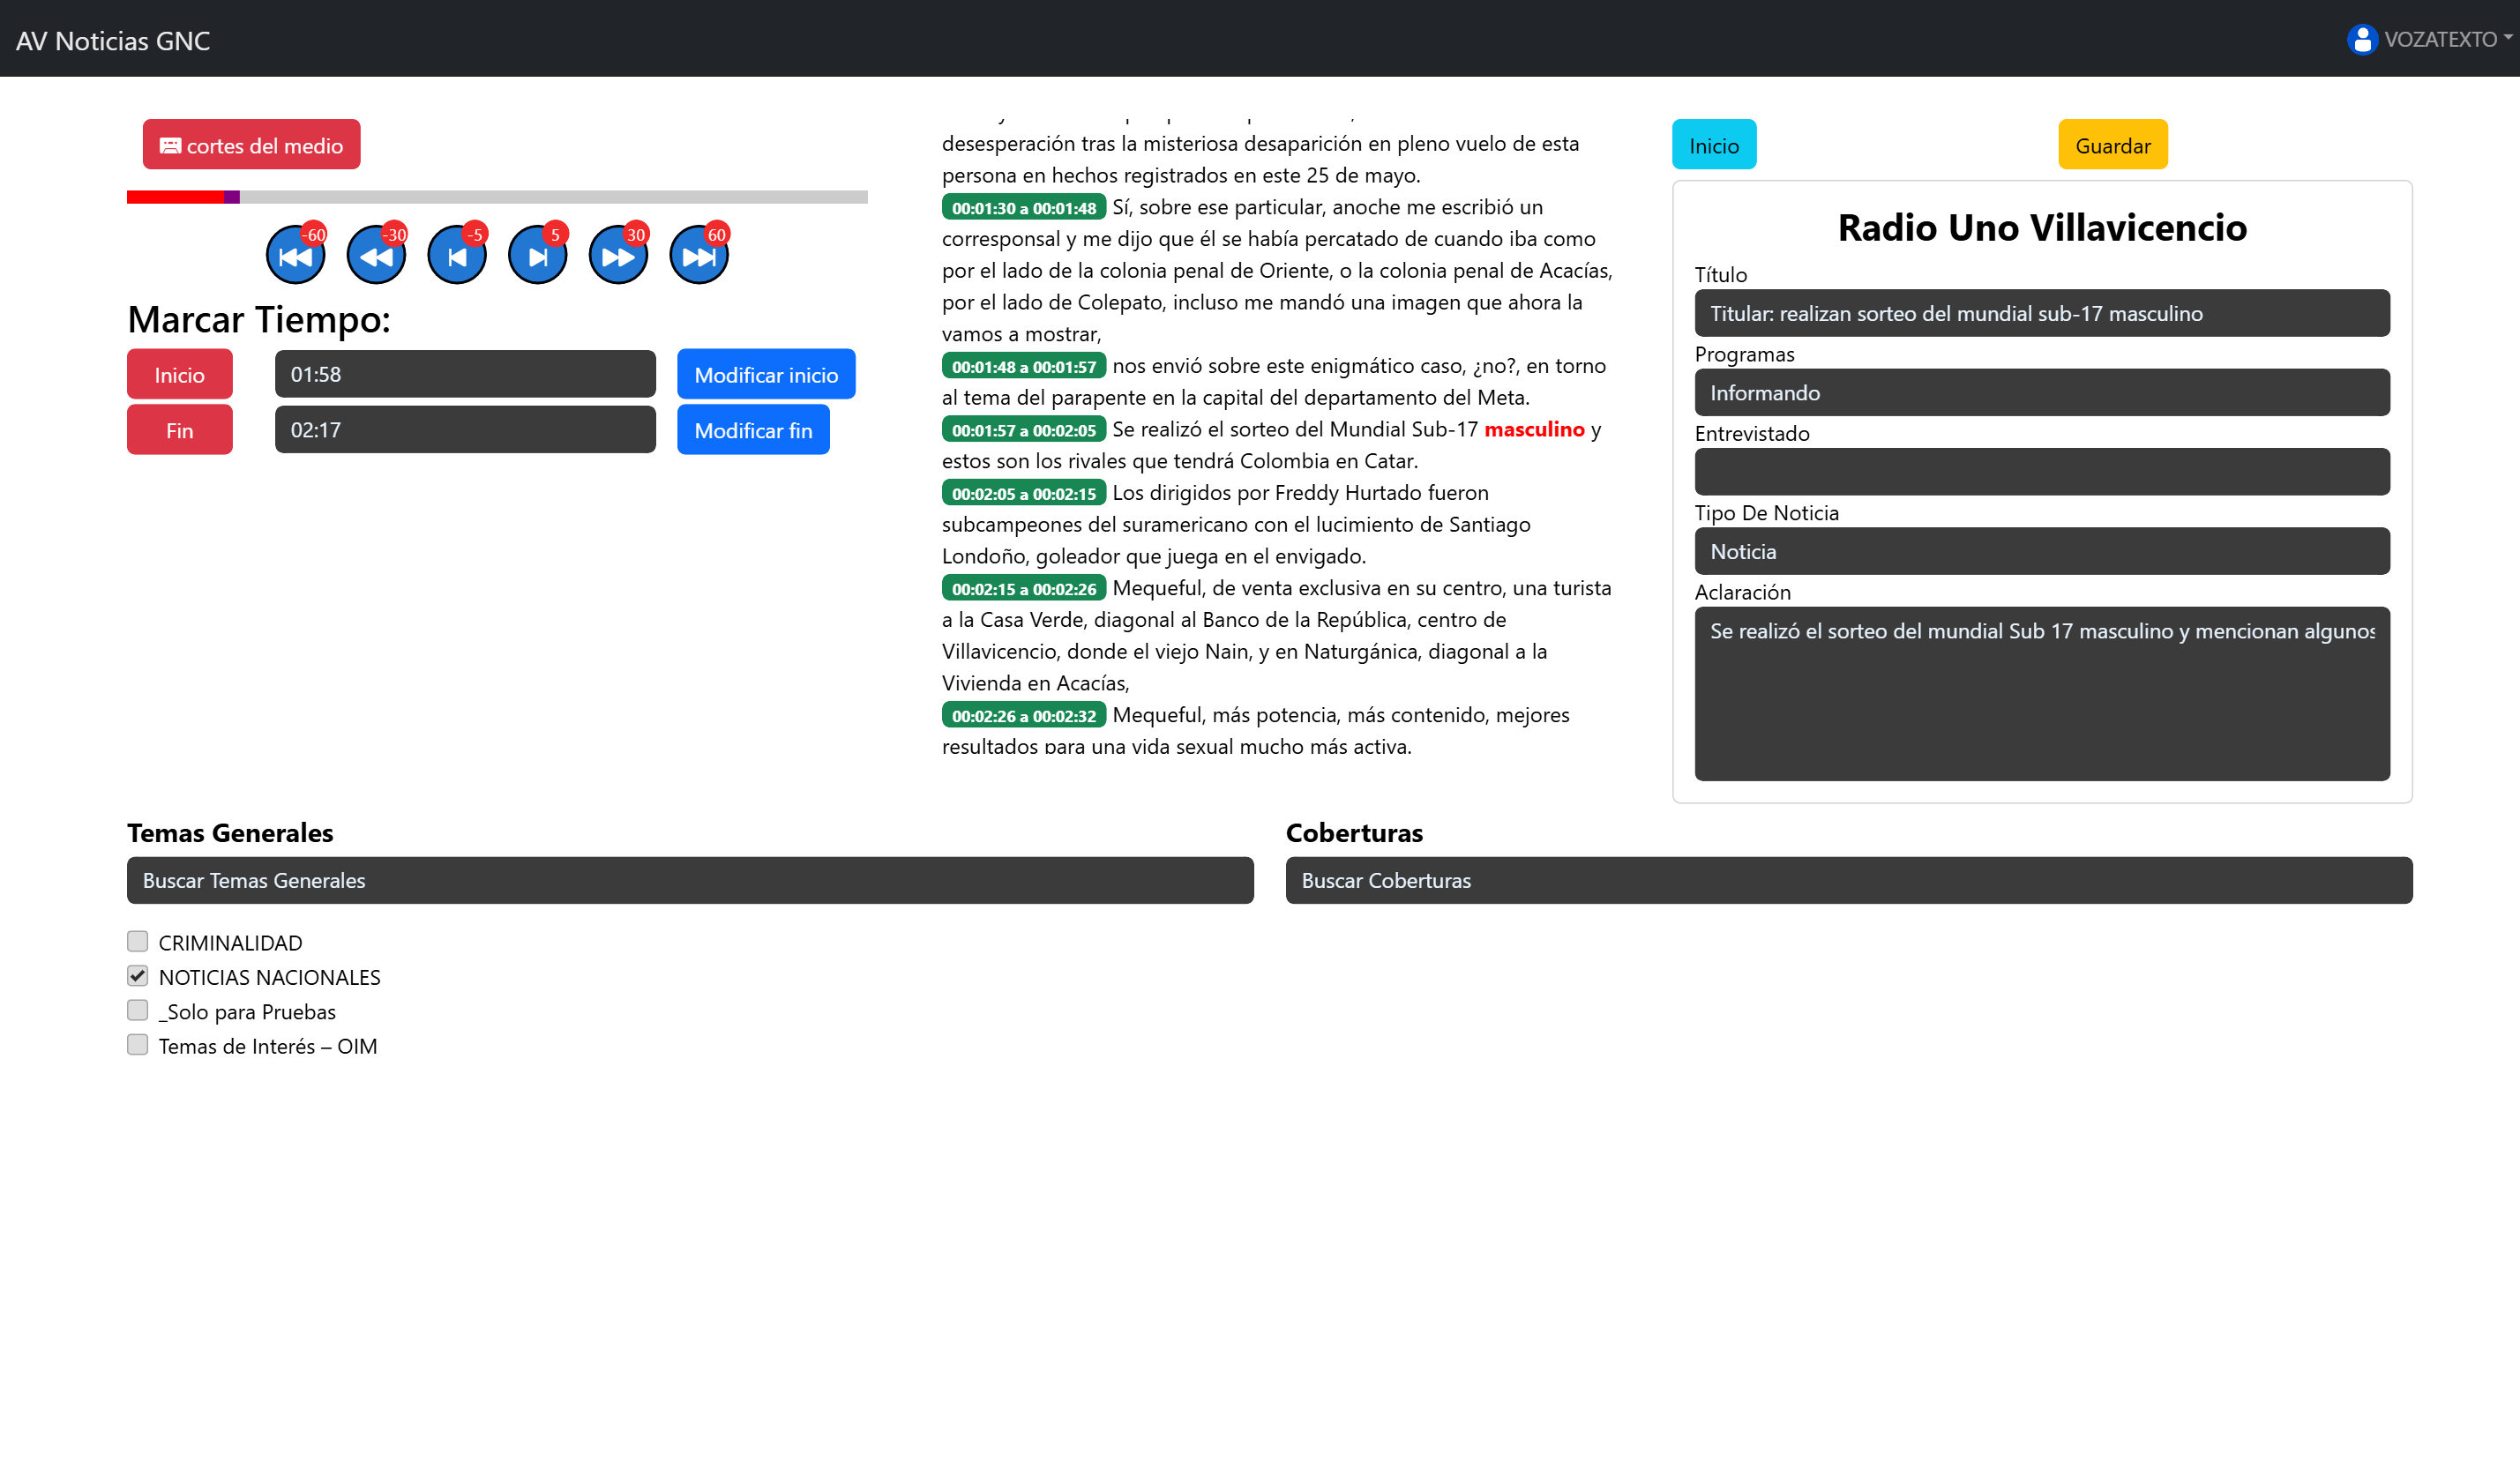 AV Noticias GNC
VOZATEXTO
cortes del medio
-60
-30
-5
5
30
60
Marcar Tiempo:
Inicio
01:58
Modificar inicio
Fin
02:17
Modificar fin
desesperación tras la misteriosa desaparición en pleno vuelo de esta
persona en hechos registrados en este 25 de mayo.
00:01:30 a 00:01:48 Sí, sobre ese particular, anoche me escribió un
corresponsal y me dijo que él se había percatado de cuando iba como
por el lado de la colonia penal de Oriente, o la colonia penal de Acacías,
por el lado de Colepato, incluso me mandó una imagen que ahora la
vamos a mostrar,
00:01:48 a 00:01:57 nos envió sobre este enigmático caso, ¿no?, en torno
al tema del parapente en la capital del departamento del Meta.
00:01:57 a 00:02:05 Se realizó el sorteo del Mundial Sub-17 masculino y
estos son los rivales que tendrá Colombia en Catar.
00:02:05 a 00:02:15 Los dirigidos por Freddy Hurtado fueron
subcampeones del suramericano con el lucimiento de Santiago
Londoño, goleador que juega en el envigado.
00:02:15 a 00:02:26 Mequeful, de venta exclusiva en su centro, una turista
a la Casa Verde, diagonal al Banco de la República, centro de
Villavicencio, donde el viejo Nain, y en Naturgánica, diagonal a la
Vivienda en Acacías,
00:02:26 a 00:02:32 Mequeful, más potencia, más contenido, mejores
resultados para una vida sexual mucho más activa.
Inicio
Guardar
Radio Uno Villavicencio
Título
Titular: realizan sorteo del mundial sub-17 masculino
Programas
Informando
Entrevistado
Tipo De Noticia
Noticia
Aclaración
Se realizó el sorteo del mundial Sub 17 masculino y mencionan algunos
Temas Generales
Buscar Temas Generales
CRIMINALIDAD
NOTICIAS NACIONALES
_Solo para Pruebas
Temas de Interés – OIM
Coberturas
Buscar Coberturas